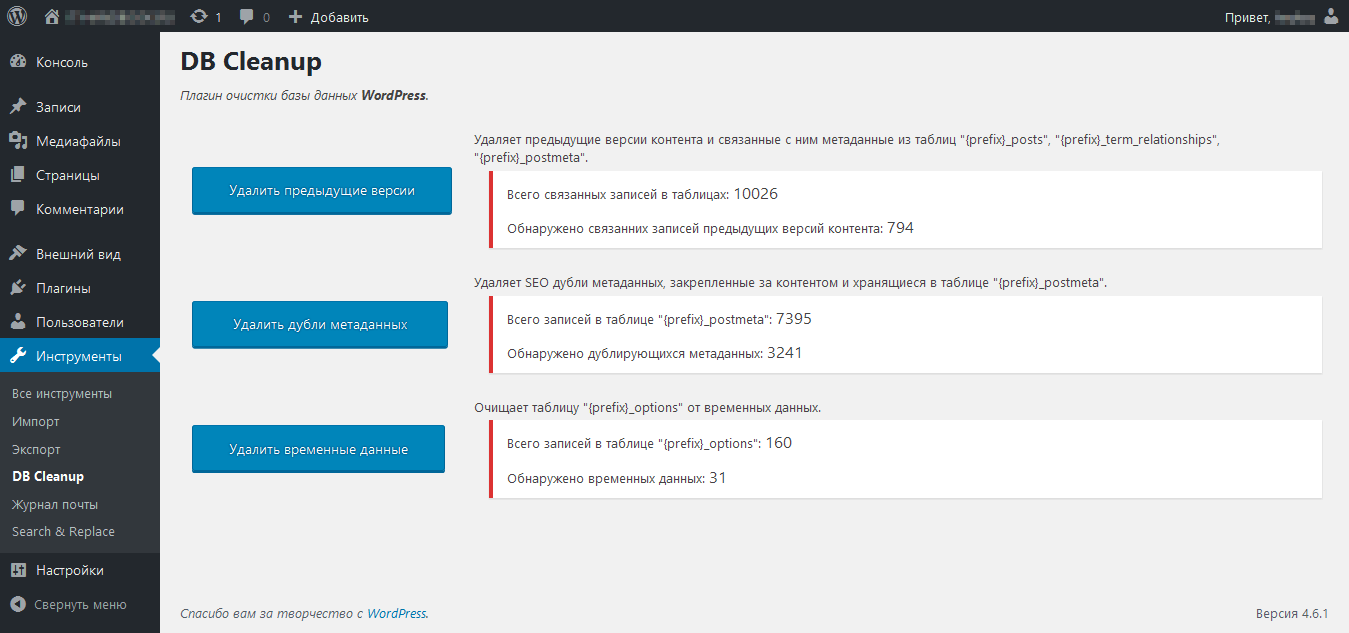 1
0
Добавить
Привет,
Консоль
Записи
Медиафайлы
Страницы
Комментарии
Внешний вид
Плагины
Пользователи
Инструменты
Все инструменты
Импорт
Экспорт
DB Cleanup
Журнал почты
Search & Replace
Настройки
Свернуть меню
DB Cleanup
Плагин очистки базы данных WordPress.
Удалить предыдущие версии
Удаляет предыдущие версии контента и связанные с ним метаданные из таблиц "{prefix}_posts", "{prefix}_term_relationships",
"{prefix}_postmeta".
Всего связанных записей в таблицах: 10026
Обнаружено связанних записей предыдущих версий контента: 794
Удалить дубли метаданных
Удаляет SEO дубли метаданных, закрепленные за контентом и хранящиеся в таблице "{prefix}_postmeta".
Всего записей в таблице "{prefix}_postmeta": 7395
Обнаружено дублирующихся метаданных: 3241
Удалить временные данные
Очищает таблицу "{prefix}_options" от временных данных.
Всего записей в таблице "{prefix}_options": 160
Обнаружено временных данных: 31
Спасибо вам за творчество с WordPress.
Версия 4.6.1